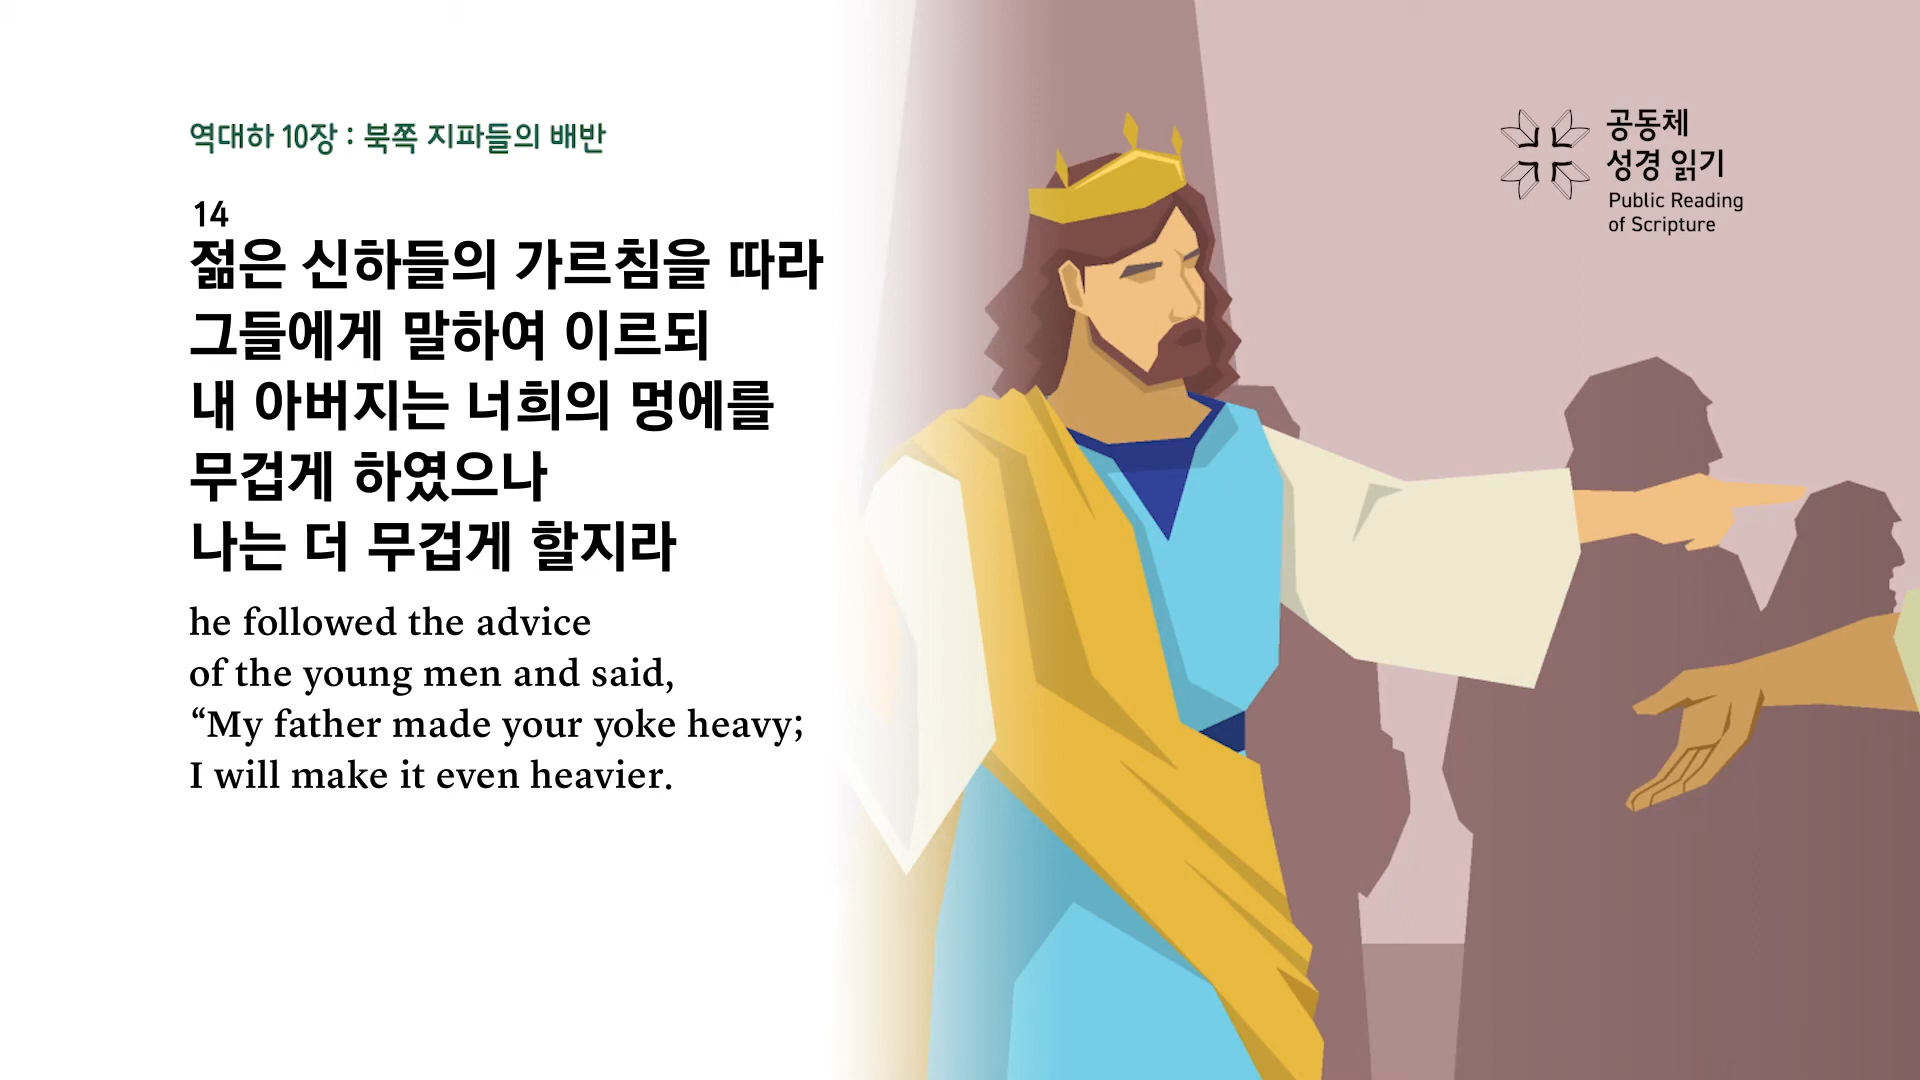 역대하 10장 : 북쪽 지파들의 배반
14
젊은 신하들의 가르침을 따라
그들에게 말하여 이르되
내 아버지는 너희의 멍에를
무겁게 하였으나
나는 더 무겁게 할지라
he followed the advice
of the young men and said,
“My father made your yoke heavy;
I will make it even heavier.
공동체
성경 읽기
Public Reading
of Scripture